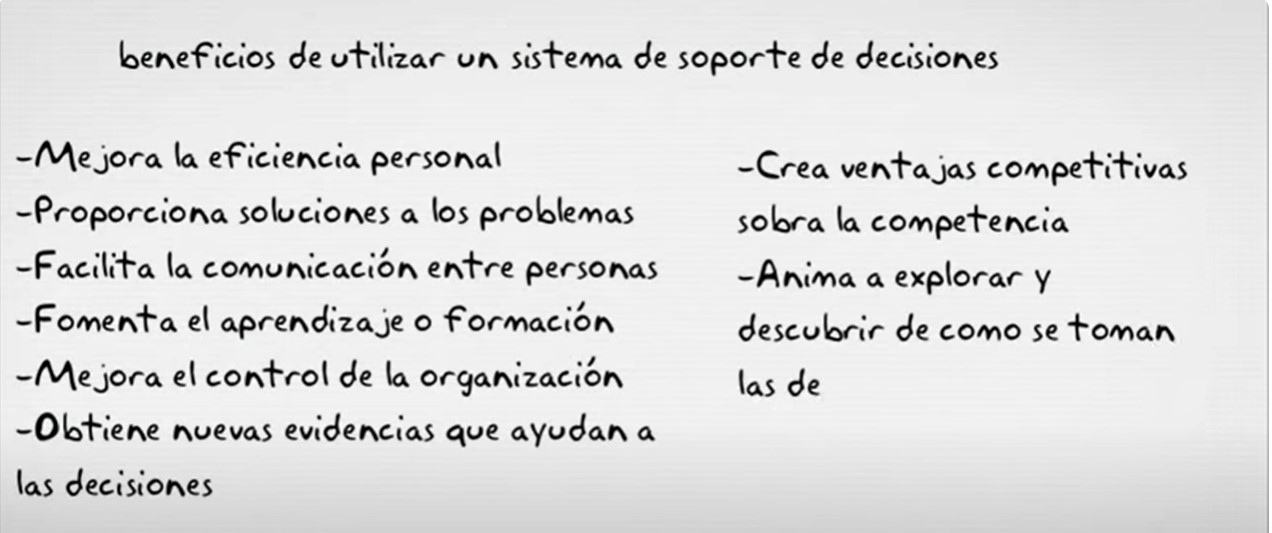 beneficios de utilizar un sistema de soporte de decisiones
-Mejora la eficiencia personal
-Proporciona soluciones a los problemas
-Facilita la comunicación entre personas
-Fomenta el aprendizaje o formación
-Mejora el control de la organización
-Obtiene nuevas evidencias que ayudan a
las decisiones
-Crea ventajas competitivas
sobra la competencia
-Anima a explorar y
descubrir de como se toman
las de